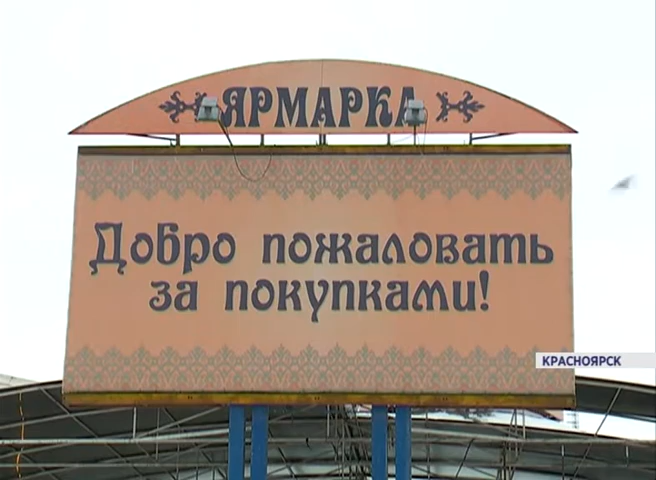 ЯРМАРКА
Добро пожаловать
за покупками!
КРАСНОЯРСК